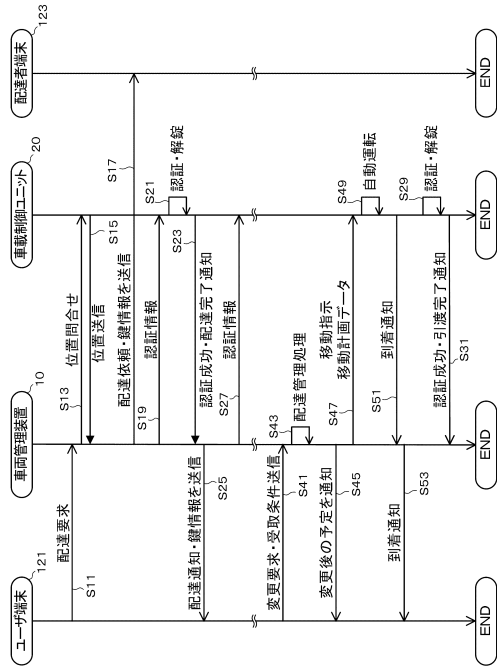 ユーザ端末
121
車両管理装置
10
車載制御ユニット
20
配達者端末
123
配達要求
S11
位置問合せ
S13
位置送信
S15
配達依頼・鍵情報を送信
S17
認証情報
S19
認証・解錠
S21
認証成功・配達完了通知
S23
配達通知・鍵情報を送信
S25
認証情報
S27
変更要求・受取条件送信
S41
配達管理処理
S43
変更後の予定を通知
S45
移動指示
移動計画データ
S47
自動運転
S49
到着通知
S51
到着通知
S53
認証・解錠
S29
認証成功・引渡完了通知
S31
END
END
END
END